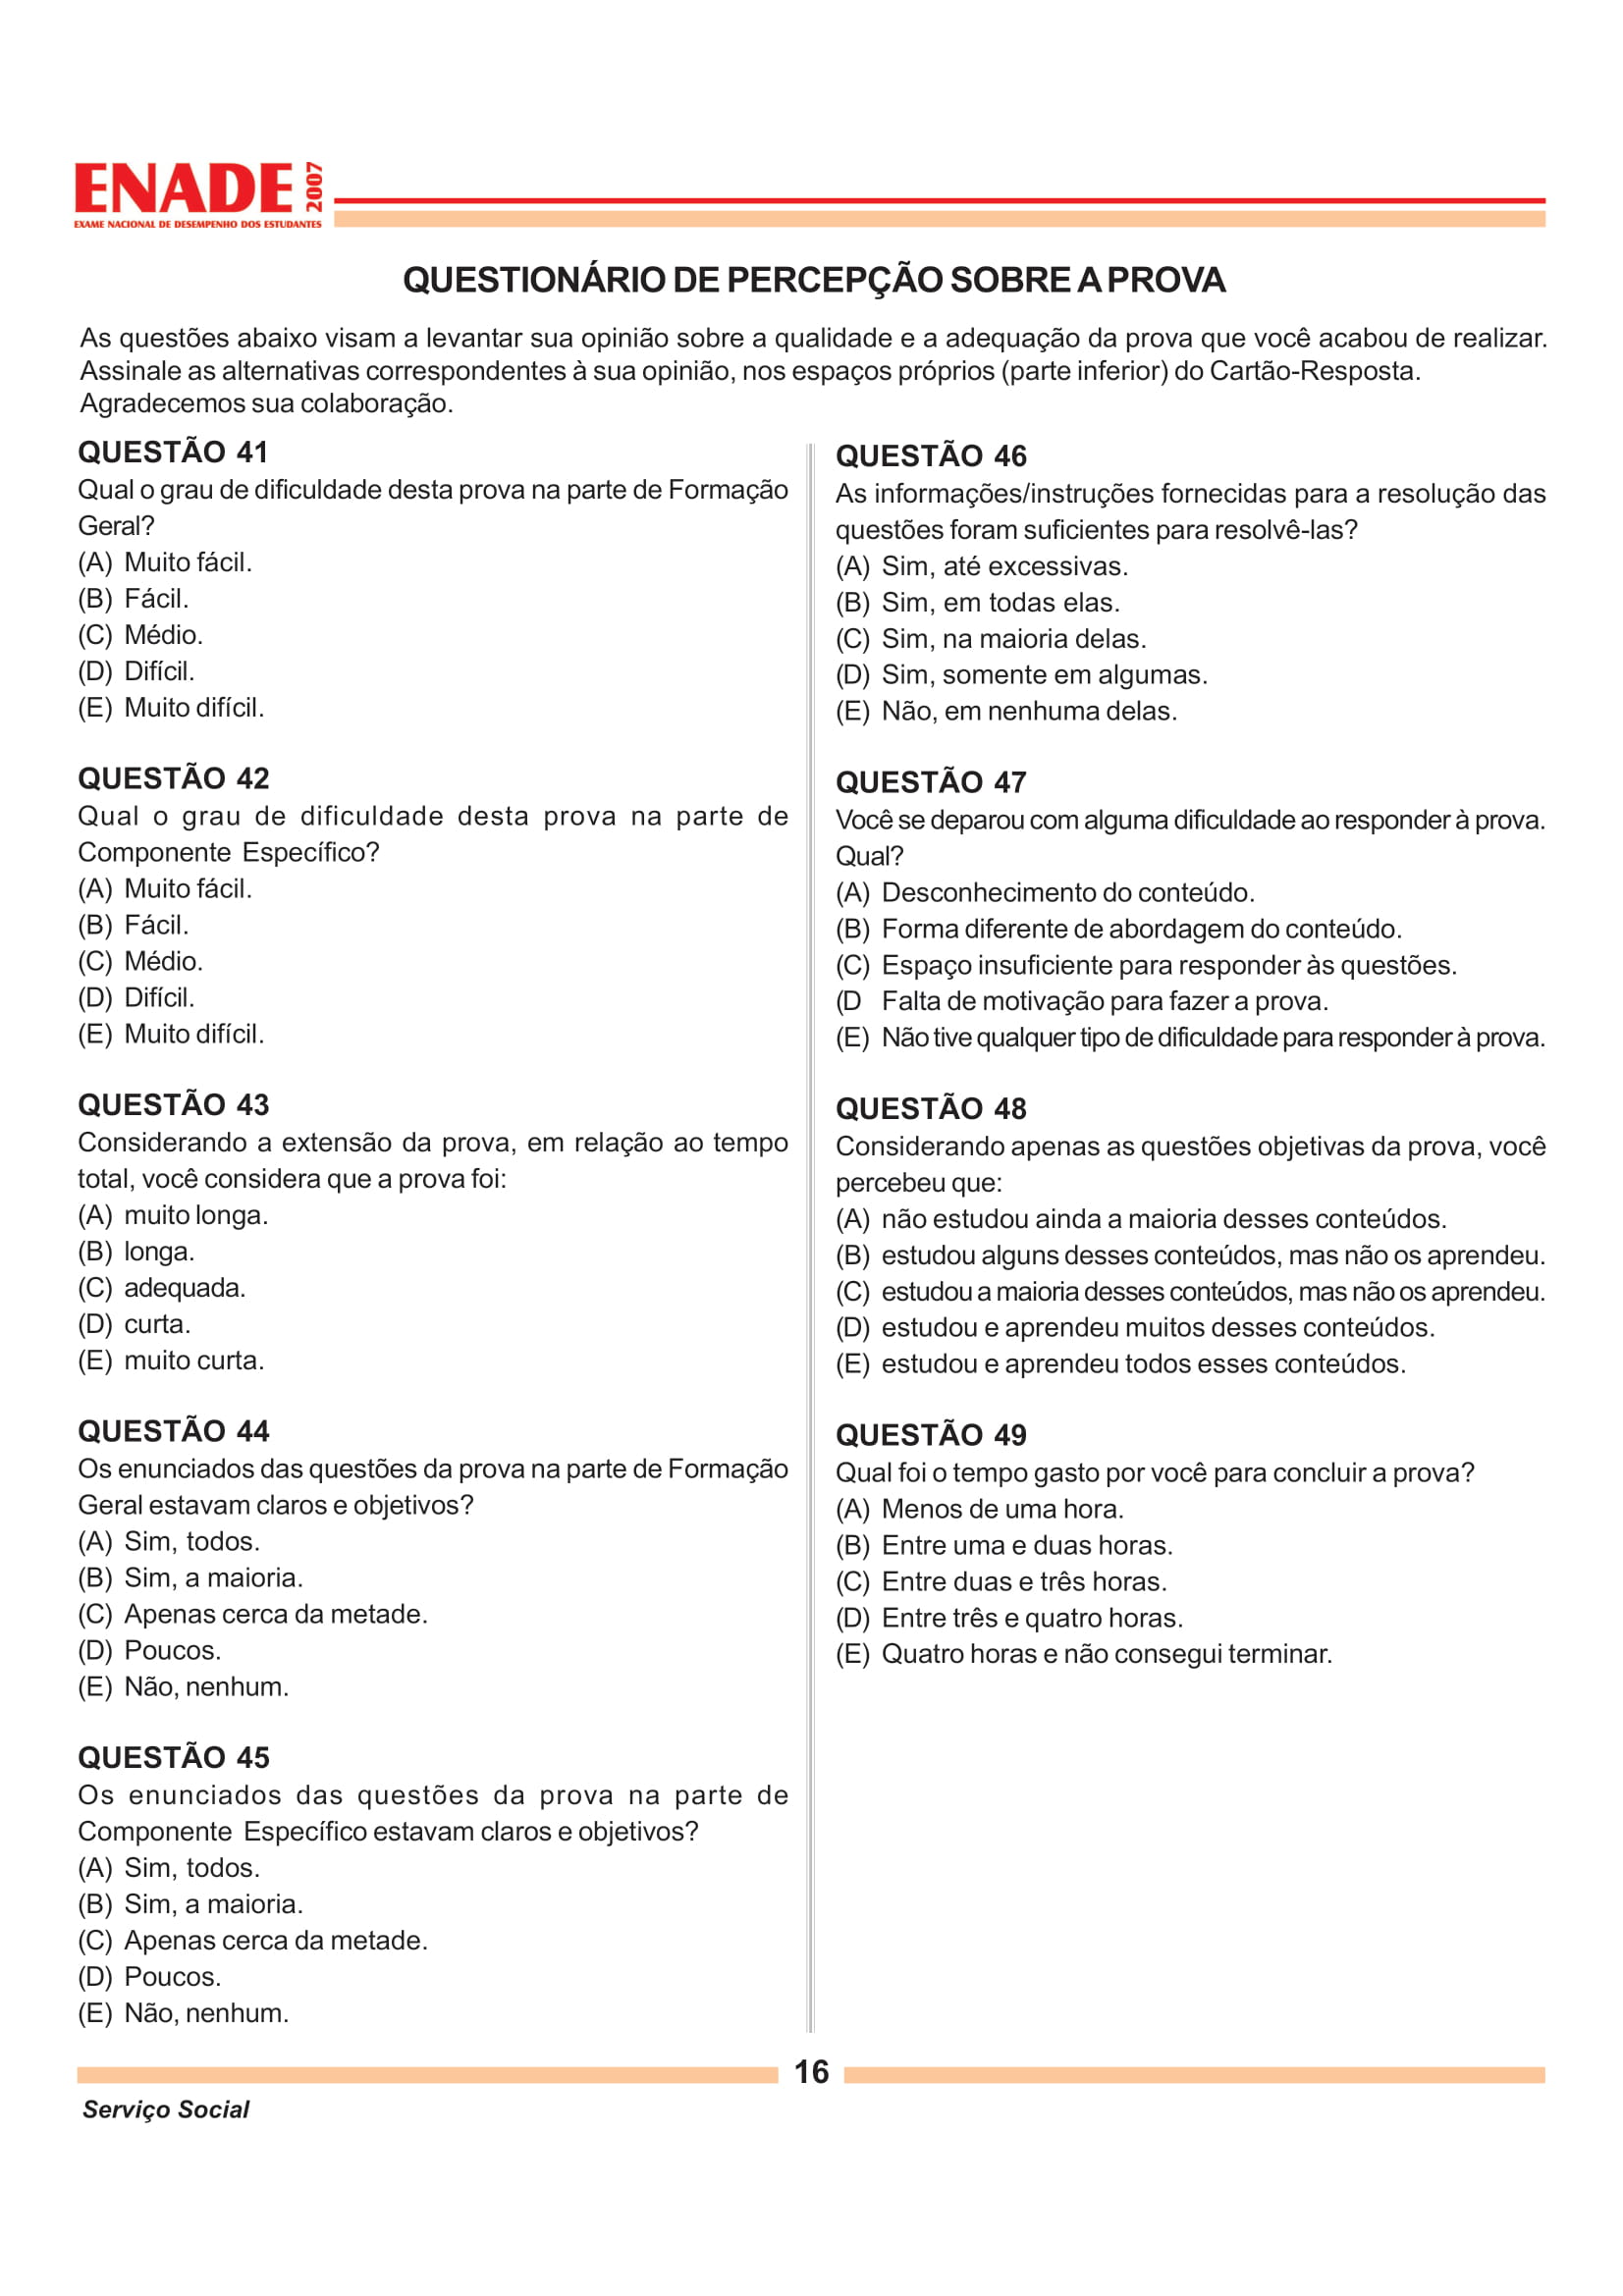 ENADE 2007
EXAME NACIONAL DE DESEMPENHO DOS ESTUDANTES
QUESTIONÁRIO DE PERCEPÇÃO SOBRE A PROVA
As questões abaixo visam a levantar sua opinião sobre a qualidade e a adequação da prova que você acabou de realizar.
Assinale as alternativas correspondentes à sua opinião, nos espaços próprios (parte inferior) do Cartão-Resposta.
Agradecemos sua colaboração.
QUESTÃO 41
Qual o grau de dificuldade desta prova na parte de Formação
Geral?
(A) Muito fácil.
(B) Fácil.
(C) Médio.
(D) Difícil.
(E) Muito difícil.
QUESTÃO 42
Qual o grau de dificuldade desta prova na parte de
Componente Específico?
(A) Muito fácil.
(B) Fácil.
(C) Médio.
(D) Difícil.
(E) Muito difícil.
QUESTÃO 43
Considerando a extensão da prova, em relação ao tempo
total, você considera que a prova foi:
(A) muito longa.
(B) longa.
(C) adequada.
(D) curta.
(E) muito curta.
QUESTÃO 44
Os enunciados das questões da prova na parte de Formação
Geral estavam claros e objetivos?
(A) Sim, todos.
(B) Sim, a maioria.
(C) Apenas cerca da metade.
(D) Poucos.
(E) Não, nenhum.
QUESTÃO 45
Os enunciados das questões da prova na parte de
Componente Específico estavam claros e objetivos?
(A) Sim, todos.
(B) Sim, a maioria.
(C) Apenas cerca da metade.
(D) Poucos.
(E) Não, nenhum.
QUESTÃO 46
As informações/instruções fornecidas para a resolução das
questões foram suficientes para resolvê-las?
(A) Sim, até excessivas.
(B) Sim, em todas elas.
(C) Sim, na maioria delas.
(D) Sim, somente em algumas.
(E) Não, em nenhuma delas.
QUESTÃO 47
Você se deparou com alguma dificuldade ao responder à prova.
Qual?
(A) Desconhecimento do conteúdo.
(B) Forma diferente de abordagem do conteúdo.
(C) Espaço insuficiente para responder às questões.
(D Falta de motivação para fazer a prova.
(E) Não tive qualquer tipo de dificuldade para responder à prova.
QUESTÃO 48
Considerando apenas as questões objetivas da prova, você
percebeu que:
(A) não estudou ainda a maioria desses conteúdos.
(B) estudou alguns desses conteúdos, mas não os aprendeu.
(C) estudou a maioria desses conteúdos, mas não os aprendeu.
(D) estudou e aprendeu muitos desses conteúdos.
(E) estudou e aprendeu todos esses conteúdos.
QUESTÃO 49
Qual foi o tempo gasto por você para concluir a prova?
(A) Menos de uma hora.
(B) Entre uma e duas horas.
(C) Entre duas e três horas.
(D) Entre três e quatro horas.
(E) Quatro horas e não consegui terminar.
16
Serviço Social